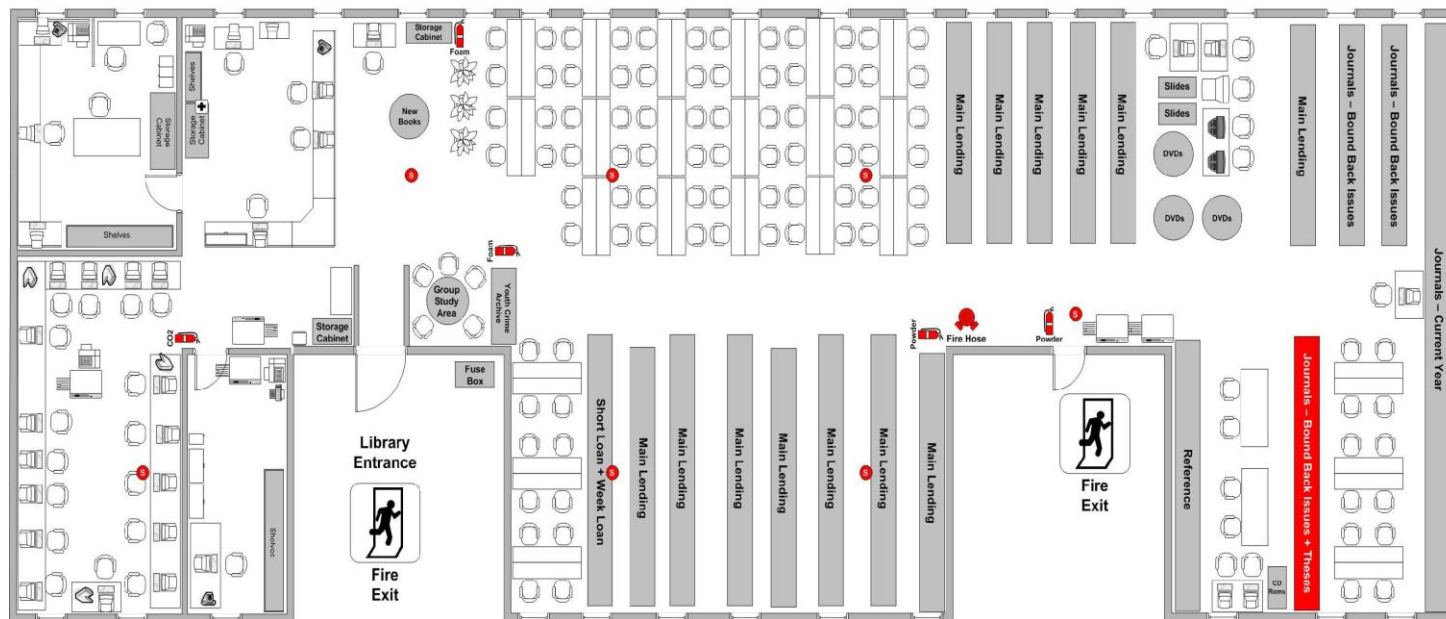 Storage
Cabinet
Foam
Shelves
Storage
Cabinet
Storage
Cabinet
New
Books
Shelves
Main Lending
Main Lending
Main Lending
Main Lending
Main Lending
Slides
Slides
DVDs
DVDs
DVDs
Main Lending
Journals – Bound Back Issues
Journals – Bound Back Issues
Journals – Current Year
S
S
S
Foam
Group
Study
Area
Youth Crime
Archive
CO2
Storage
Cabinet
Fuse
Box
Powder
Fire Hose
Powder
S
Library
Entrance
Fire
Exit
Shelves
S
Short Loan + Week Loan
S
Main Lending
Main Lending
Main Lending
Main Lending
Main Lending
Main Lending
S
Main Lending
Fire
Exit
Reference
CD
Roms
Journals – Bound Back Issues + Theses